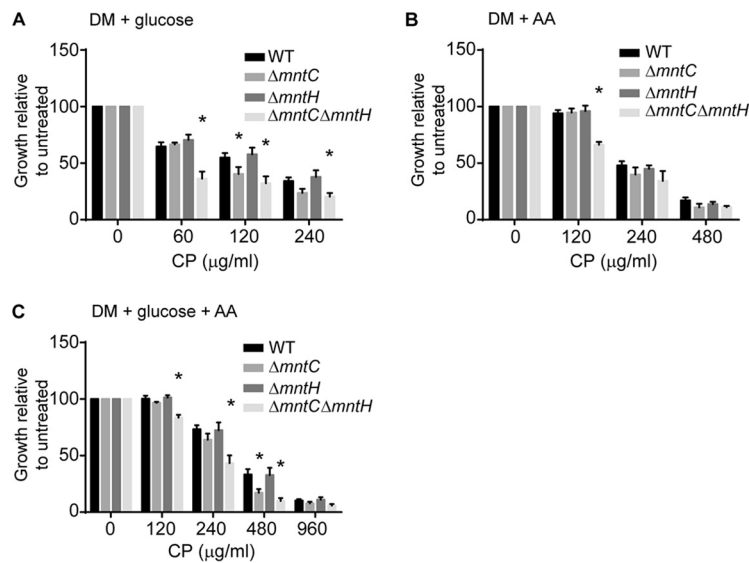 A DM + glucose
150
100
50
0
Growth relative
to untreated
WT
ΔmntC
ΔmntH
ΔmntCΔmntH
* * * *
0 60 120 240
CP (μg/ml)
B DM + AA
150
100
50
0
Growth relative
to untreated
WT
ΔmntC
ΔmntH
ΔmntCΔmntH
*
0 120 240 480
CP (μg/ml)
C DM + glucose + AA
150
100
50
0
Growth relative
to untreated
WT
ΔmntC
ΔmntH
ΔmntCΔmntH
* * * *
0 120 240 480 960
CP (μg/ml)